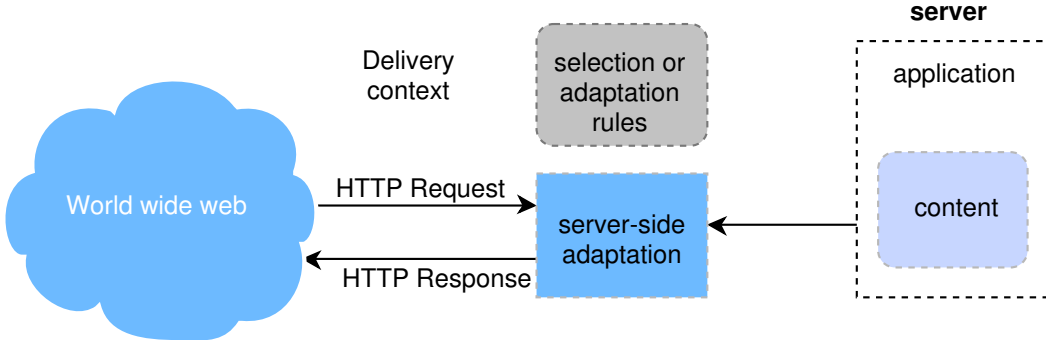 server
Delivery
context
selection or
adaptation
rules
application
World wide web
HTTP Request
server-side
adaptation
HTTP Response
content